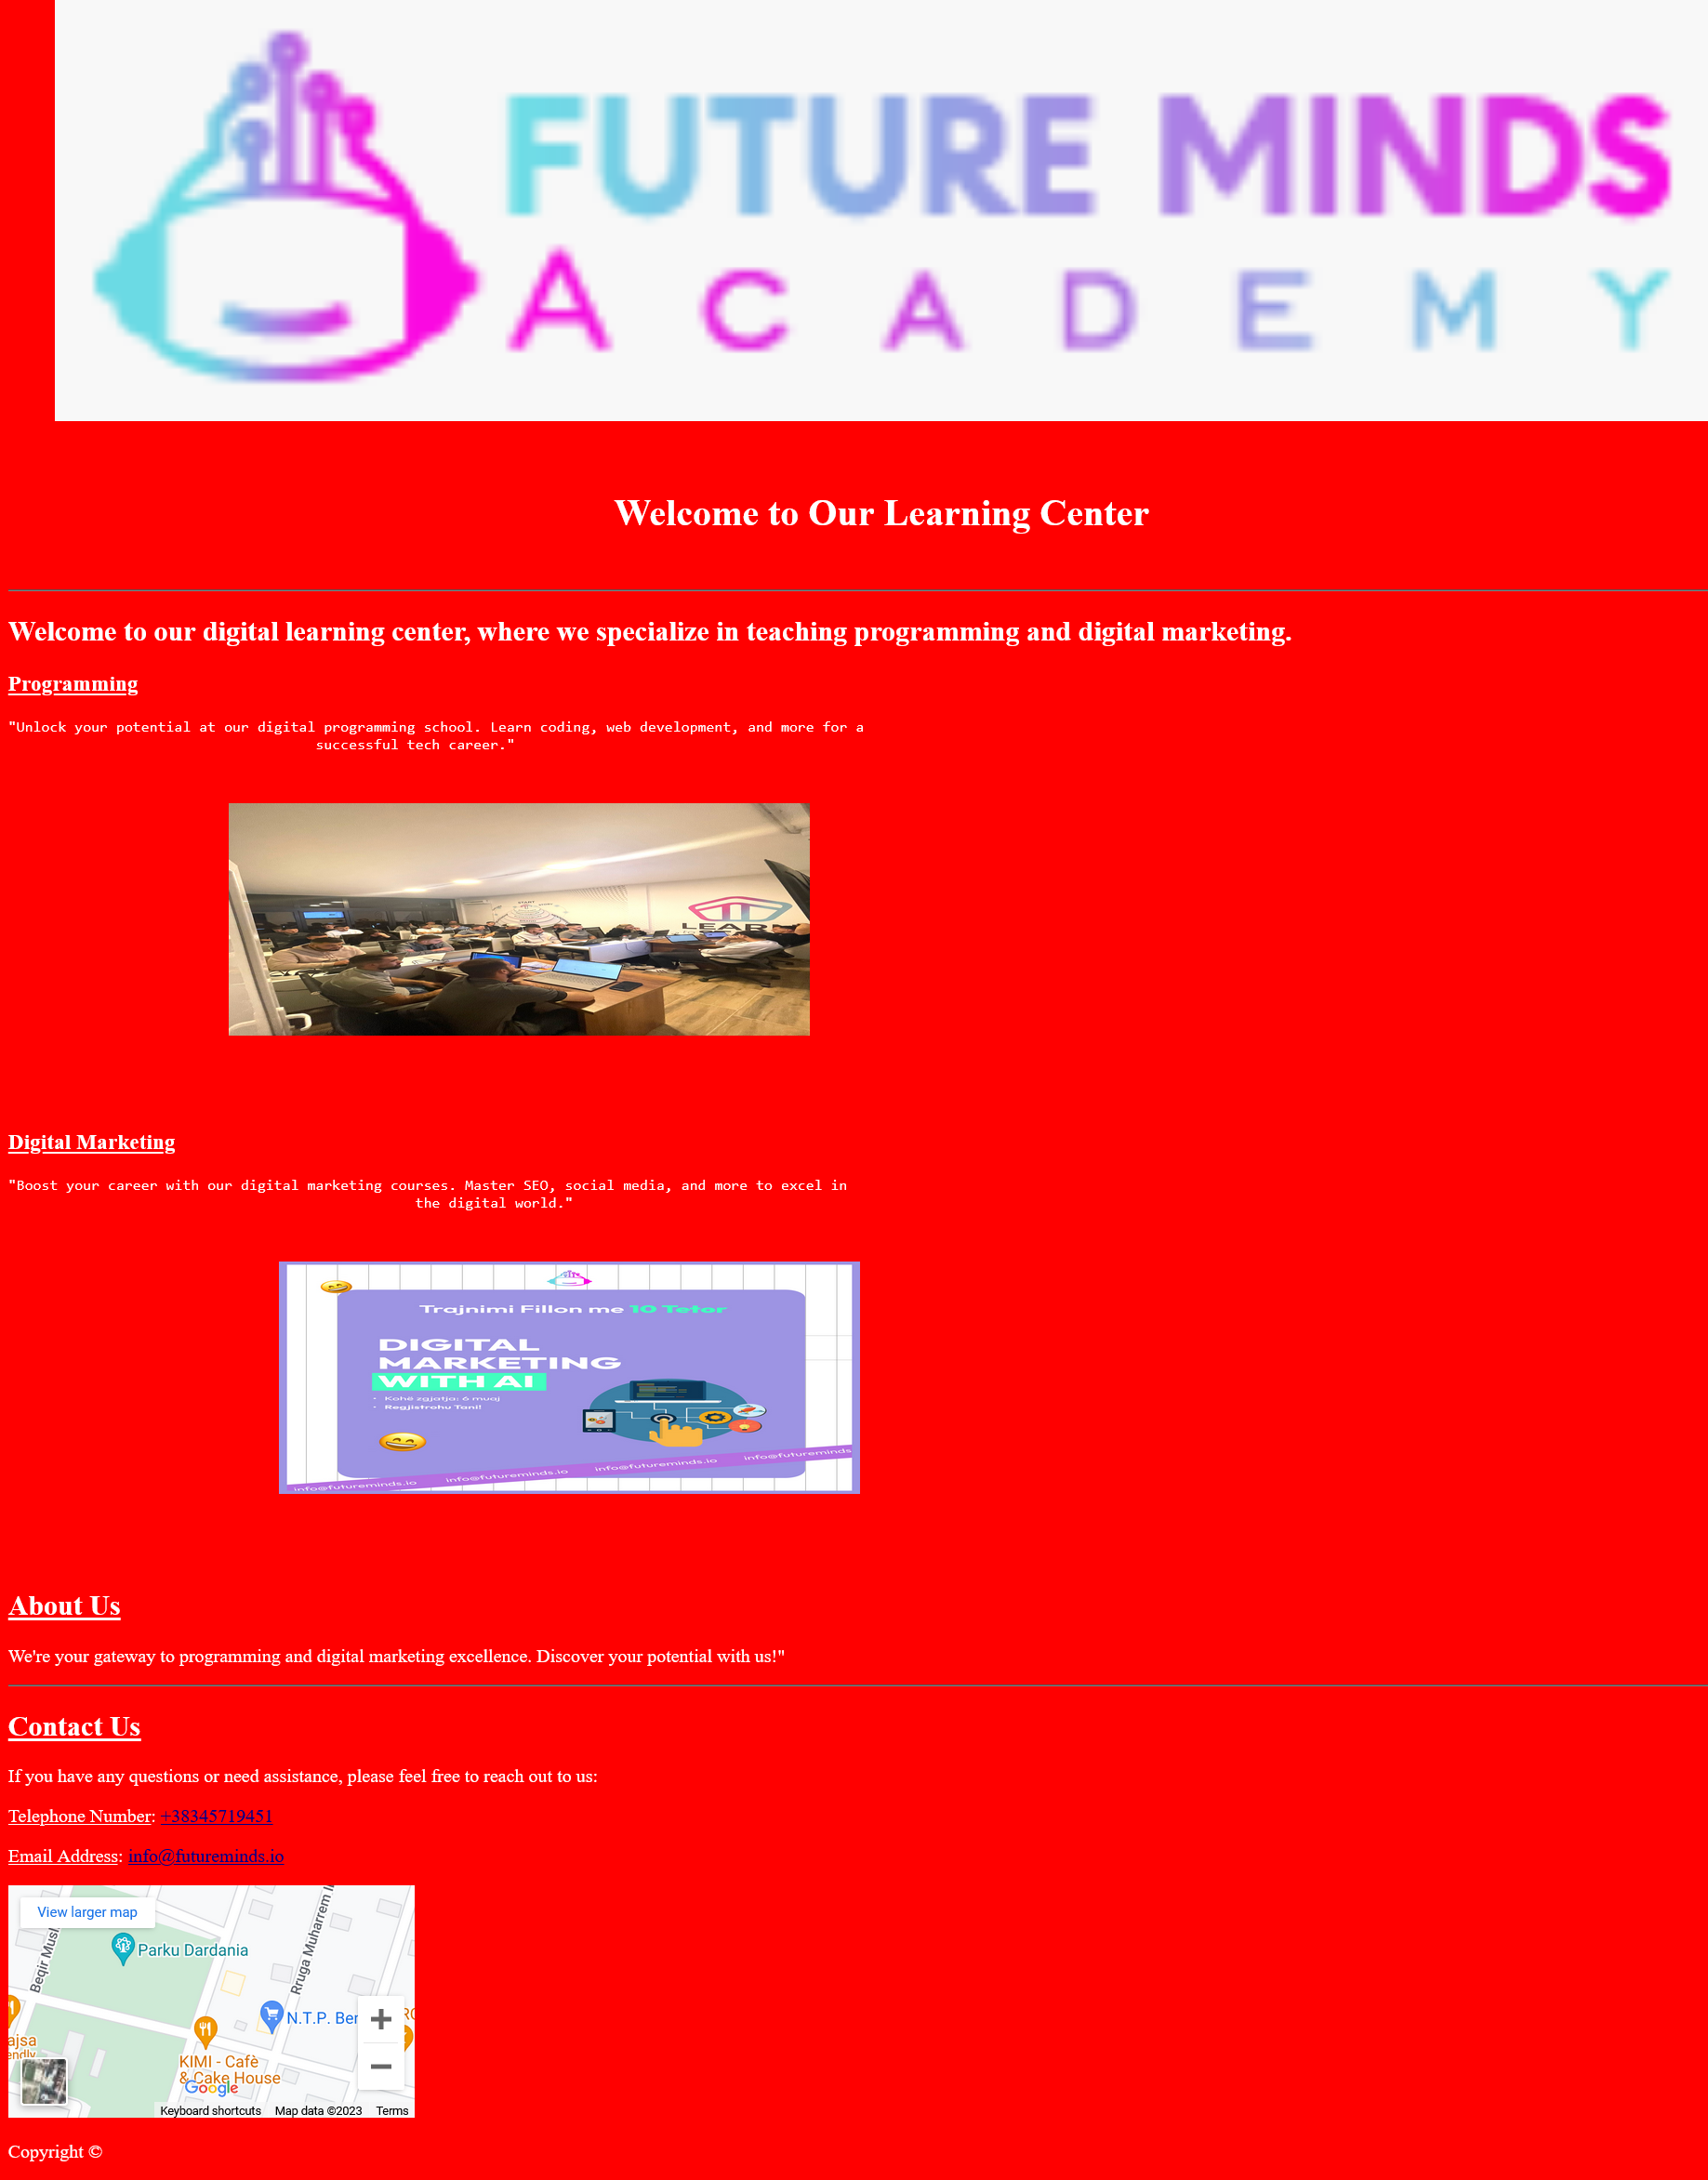 FUTURE MINDS
ACADEMY
Welcome to Our Learning Center
Welcome to our digital learning center, where we specialize in teaching programming and digital marketing.
Programming
"Unlock your potential at our digital programming school. Learn coding, web development, and more for a
successful tech career."
LEAR
Digital Marketing
"Boost your career with our digital marketing courses. Master SEO, social media, and more to excel in
the digital world."
Trajnimi Fillon me 10 Tetor
DIGITAL
MARKETING
WITH AI
• Kohë zgjatja: 6 muaj
• Regjistrohu Tani!
info@futureminds.io info@futureminds.io info@futureminds.io info@futureminds
About Us
We're your gateway to programming and digital marketing excellence. Discover your potential with us!"
Contact Us
If you have any questions or need assistance, please feel free to reach out to us:
Telephone Number: +38345719451
Email Address: info@futureminds.io
View larger map
Beqir Musl
Parku Dardania
Rruga Muharrem
N.T.P. Ber
KIMI - Cafè
& Cake House
ajsa
endly
Google
Keyboard shortcuts Map data ©2023 Terms
Copyright ©